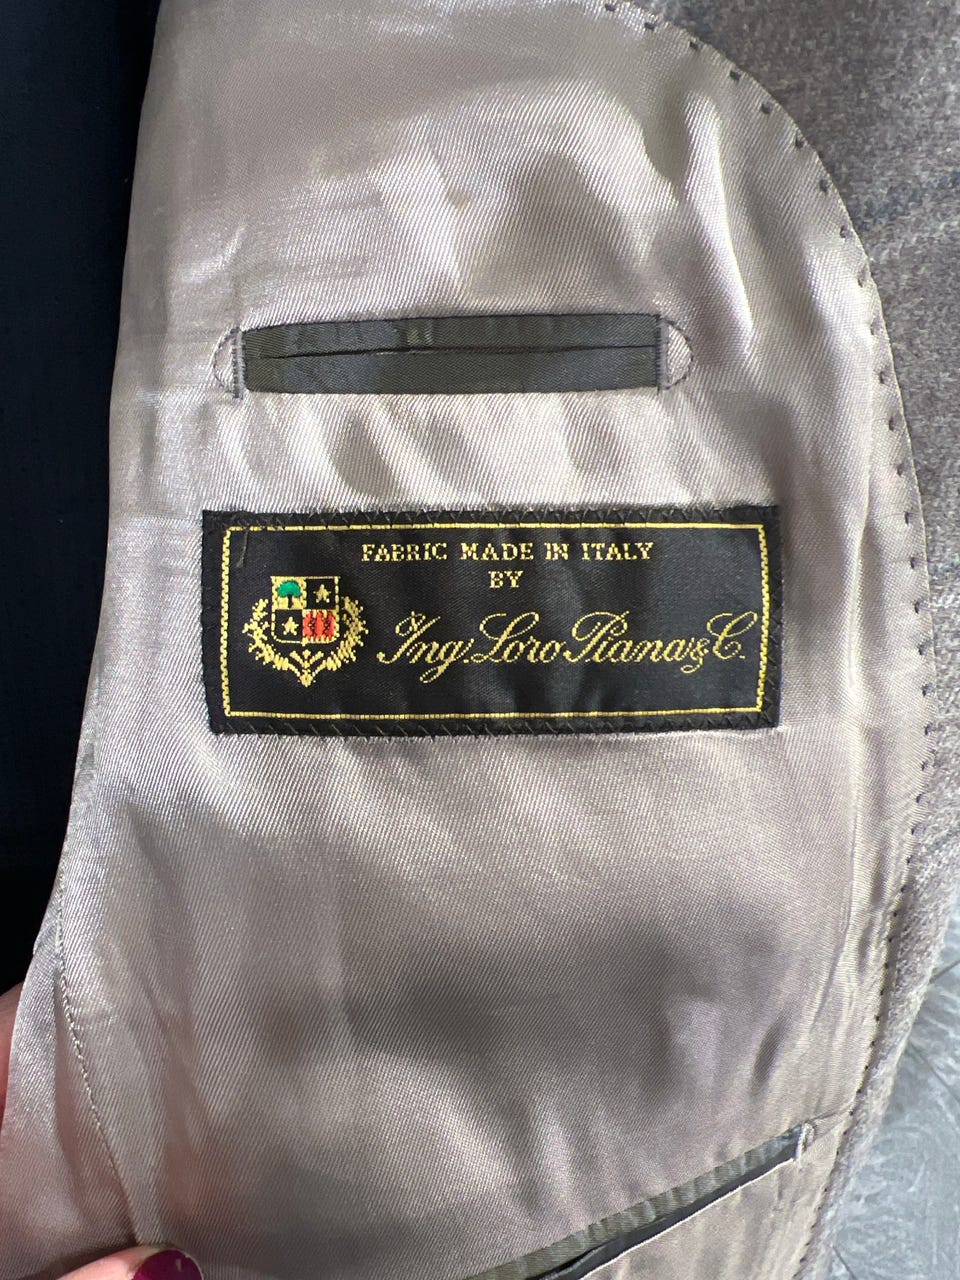 FABRIC MADE IN ITALY
BY
Ing. Loro Piana & C.